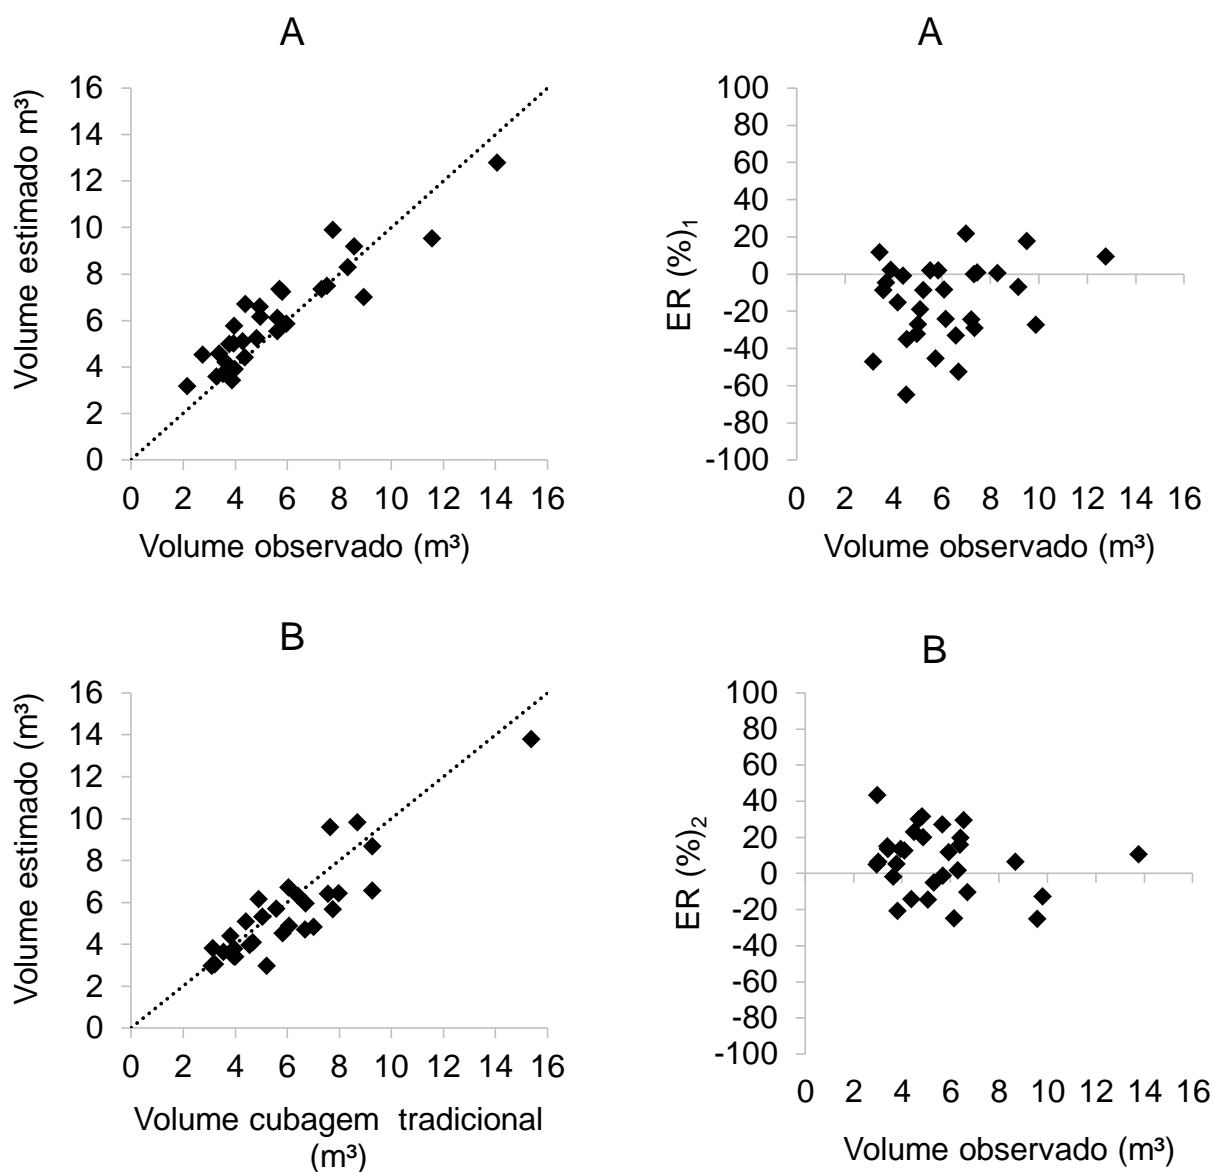 A
Volume estimado m³)
16
14
12
10
8
6
4
2
0
0 2 4 6 8 10 12 14 16
Volume observado (m³)
A
ER (%)₁
100
80
60
40
20
0
-20
-40
-60
-80
-100
0 2 4 6 8 10 12 14 16
Volume observado (m³)
B
Volume estimado (m³)
16
14
12
10
8
6
4
2
0
0 2 4 6 8 10 12 14 16
Volume cubagem tradicional
(m³)
B
ER (%)₂
100
80
60
40
20
0
-20
-40
-60
-80
-100
0 2 4 6 8 10 12 14 16
Volume observado (m³)